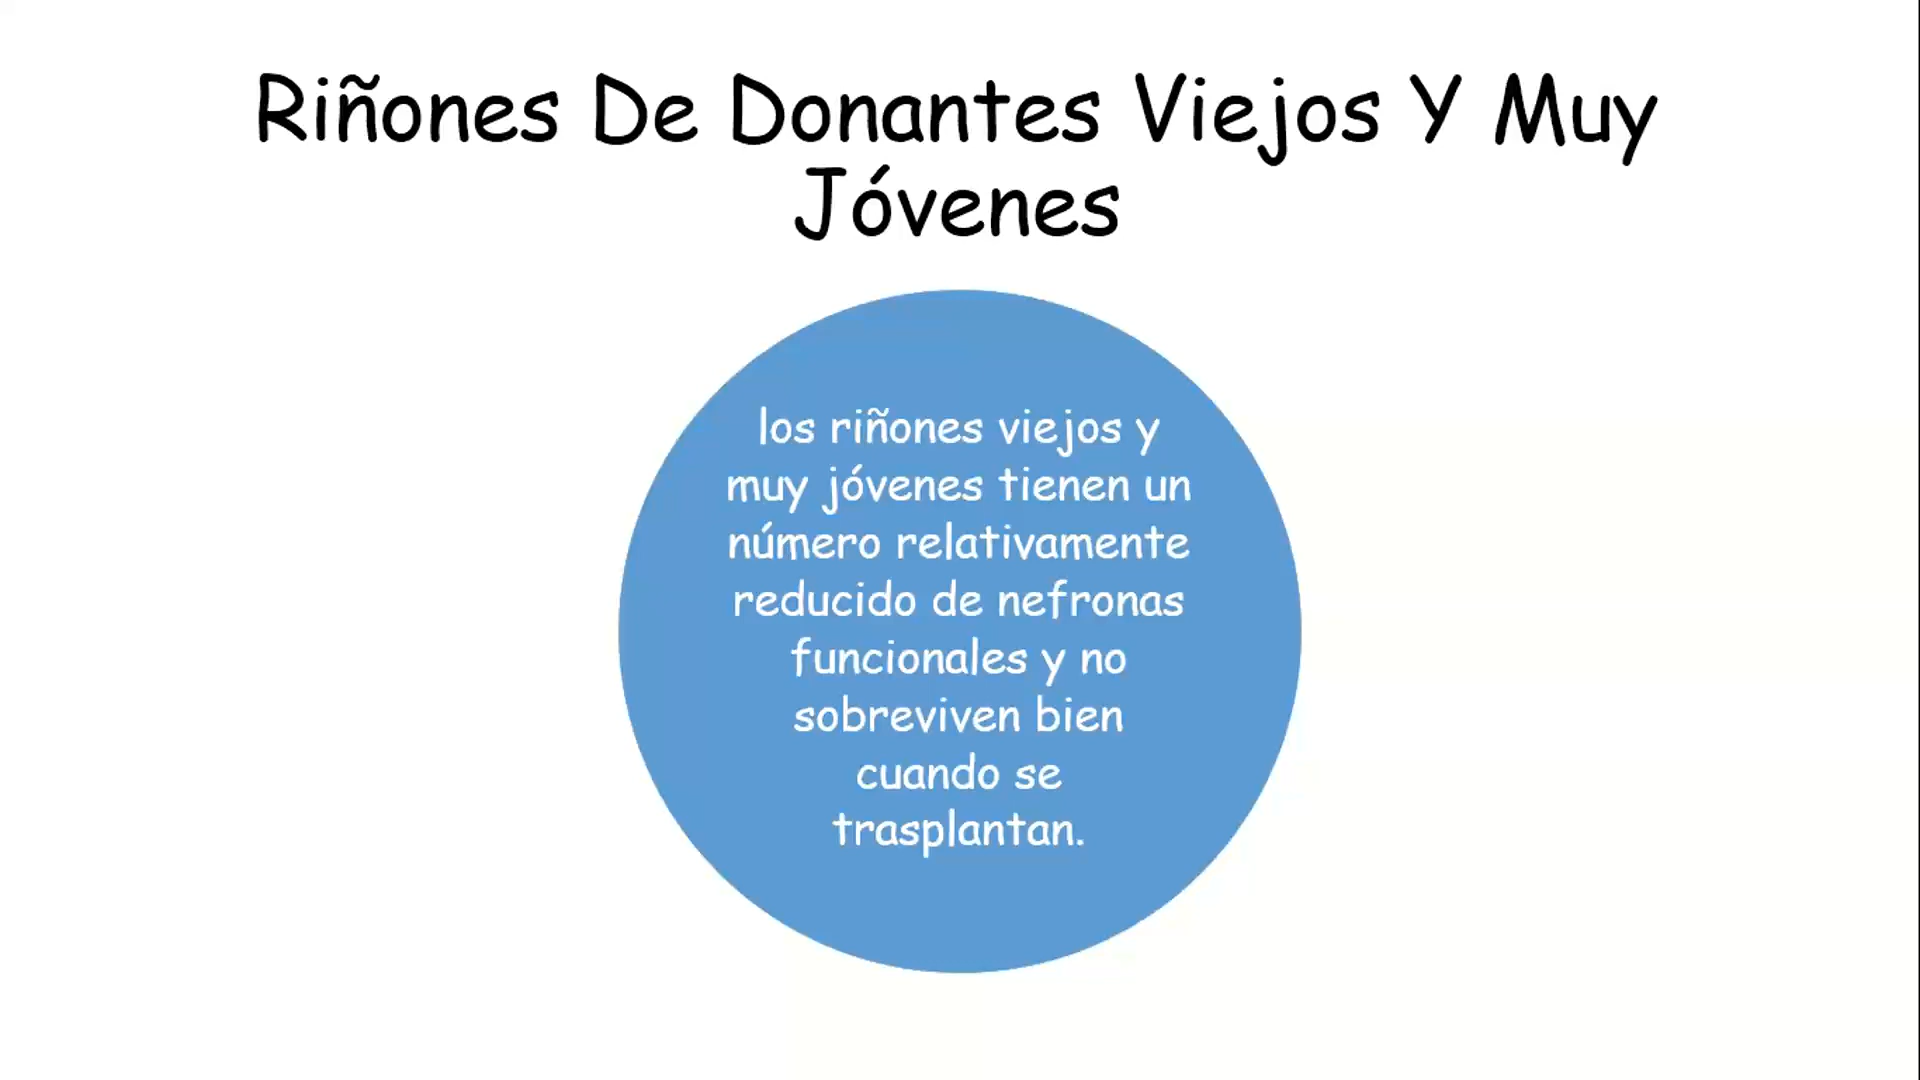 Riñones De Donantes Viejos Y Muy
Jóvenes
los riñones viejos y
muy jóvenes tienen un
número relativamente
reducido de nefronas
funcionales y no
sobreviven bien
cuando se
trasplantan.